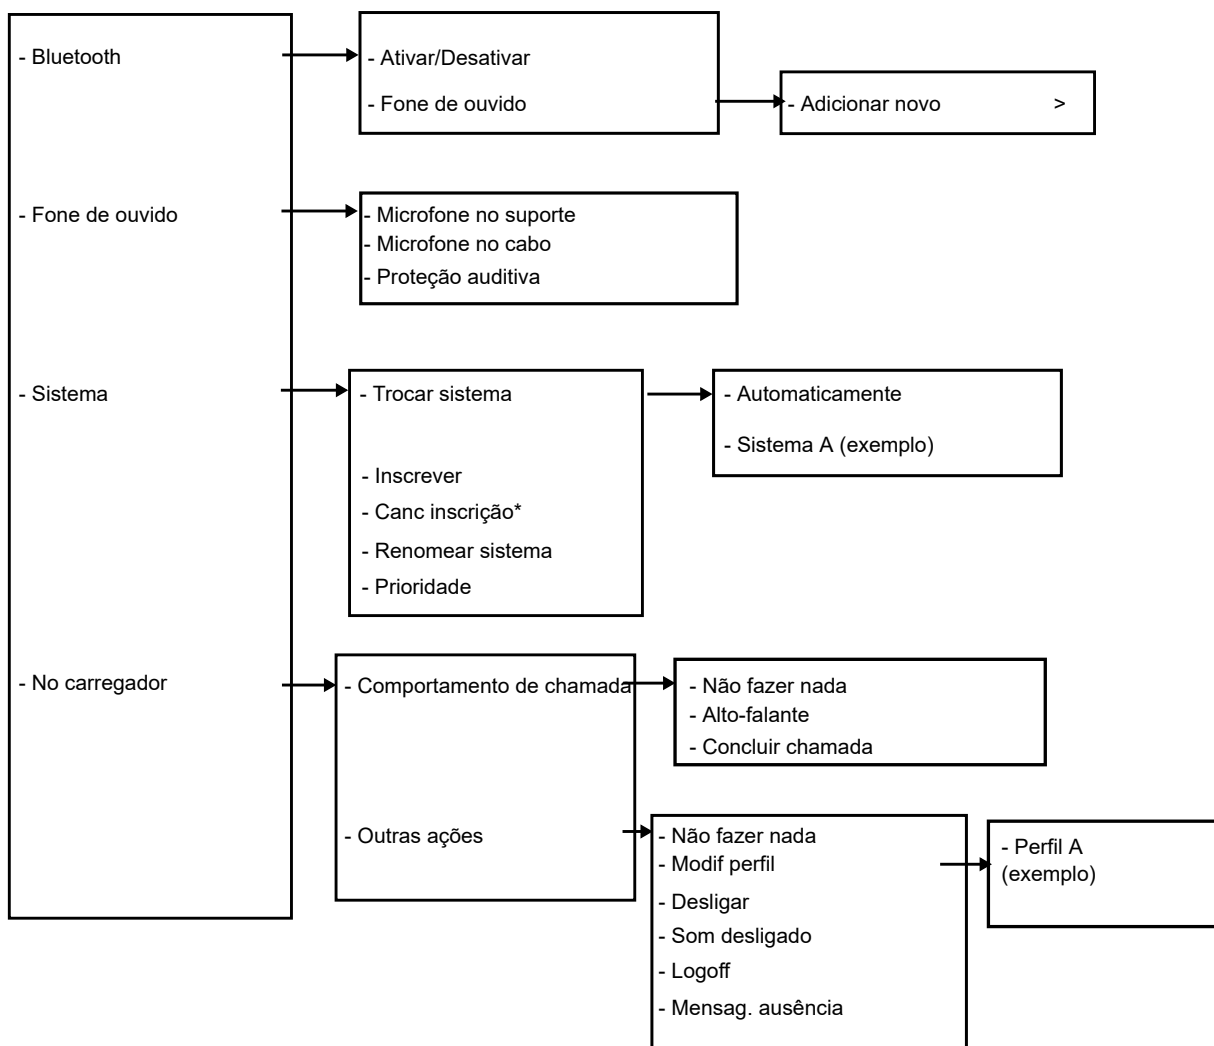 - Bluetooth
- Ativar/Desativar
- Fone de ouvido
- Adicionar novo >
- Fone de ouvido
- Microfone no suporte
- Microfone no cabo
- Proteção auditiva
- Sistema
- Trocar sistema
- Automaticamente
- Sistema A (exemplo)
- Inscrever
- Canc inscrição*
- Renomear sistema
- Prioridade
- No carregador
- Comportamento de chamada
- Não fazer nada
- Alto-falante
- Concluir chamada
- Outras ações
- Não fazer nada
- Modif perfil
- Perfil A
(exemplo)
- Desligar
- Som desligado
- Logoff
- Mensag. ausência